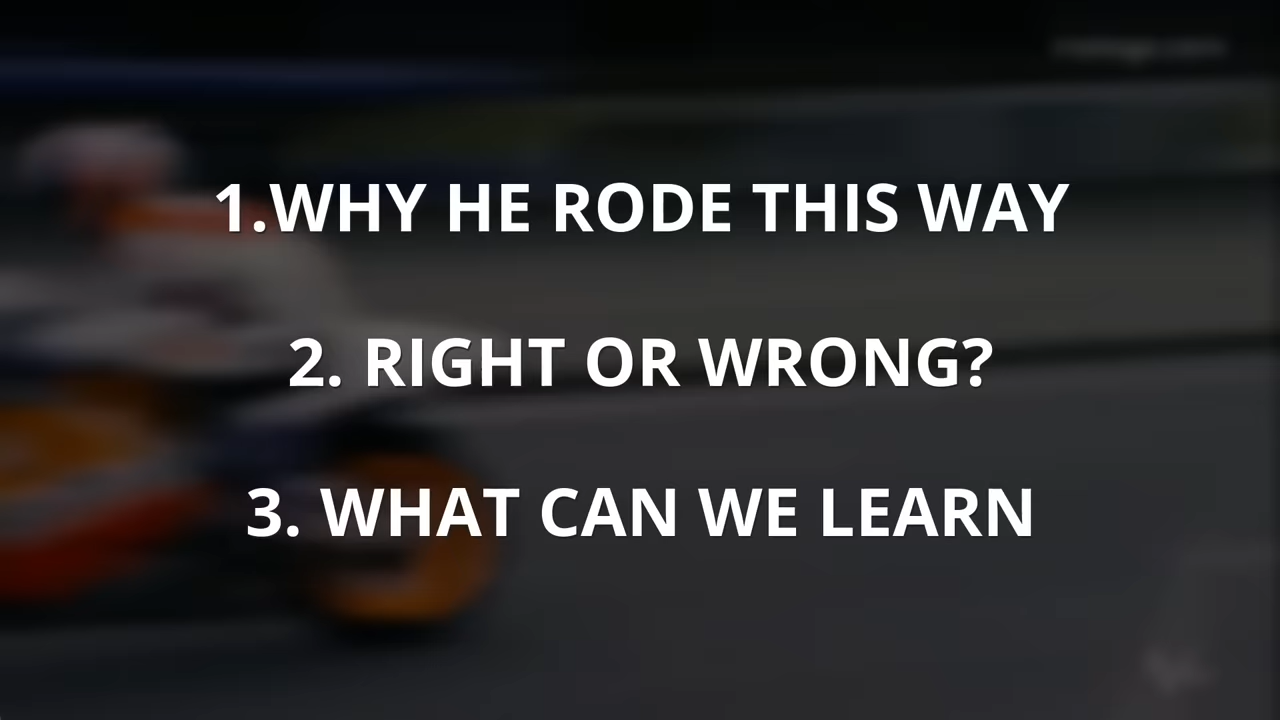 1.WHY HE RODE THIS WAY
2. RIGHT OR WRONG?
3. WHAT CAN WE LEARN